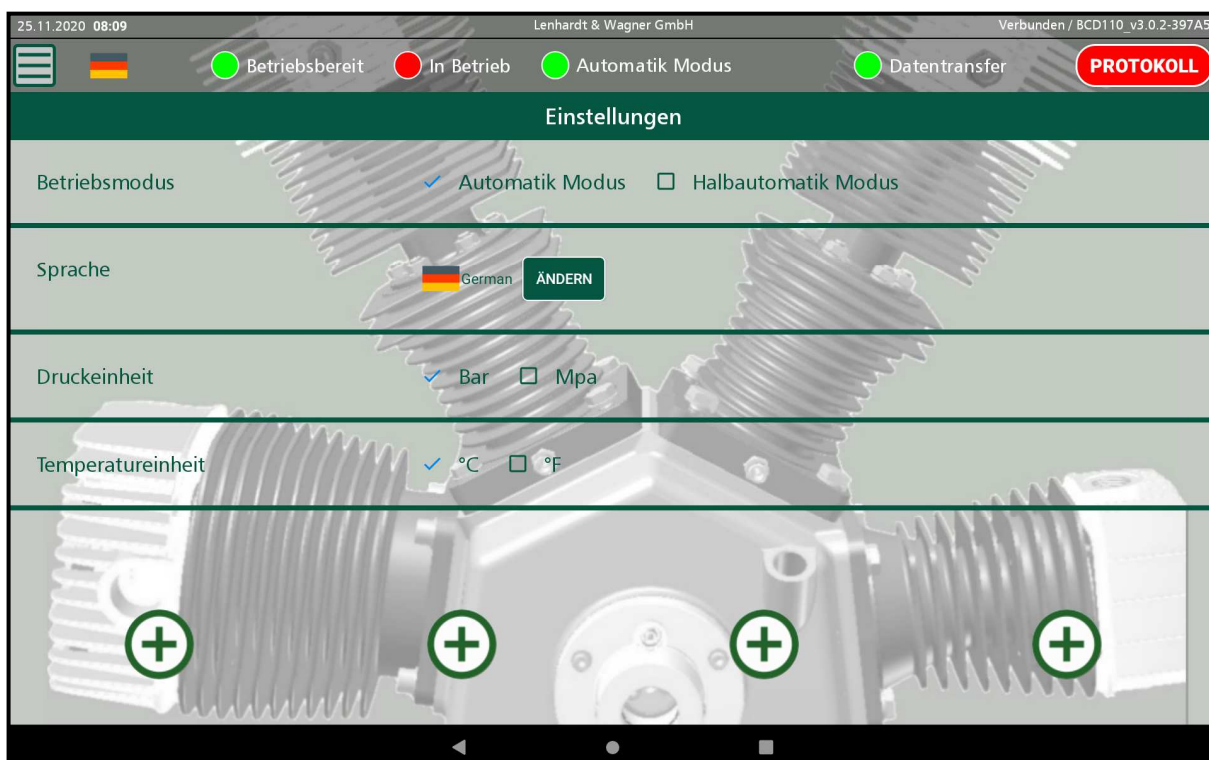 25.11.2020 08:09 Lenhardt & Wagner GmbH Verbunden / BCD110_v3.0.2-397A5
Betriebsbereit In Betrieb Automatik Modus Datentransfer PROTOKOLL
Einstellungen
Betriebsmodus Automatik Modus Halbautomatik Modus
Sprache German ÄNDERN
Druckeinheit Bar Mpa
Temperatureinheit °C °F